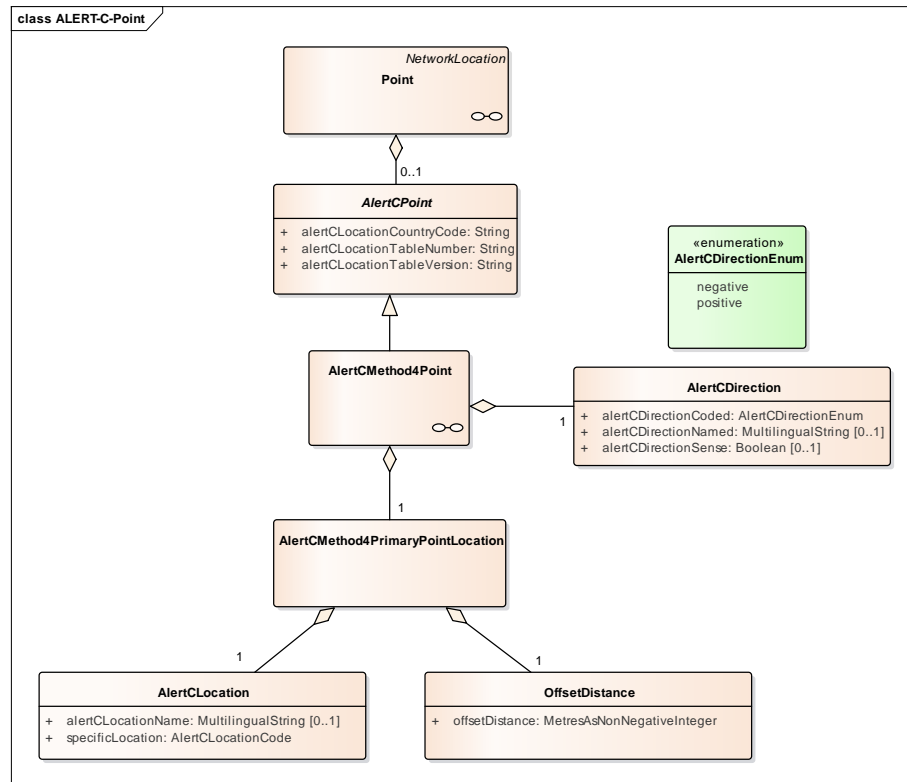 class ALERT-C-Point
NetworkLocation
Point
0..1
AlertCPoint
+ alertCLocationCountryCode: String
+ alertCLocationTableNumber: String
+ alertCLocationTableVersion: String
«enumeration»
AlertCDirectionEnum
negative
positive
AlertCMethod4Point
AlertCDirection
+ alertCDirectionCoded: AlertCDirectionEnum
+ alertCDirectionNamed: MultilingualString [0..1]
+ alertCDirectionSense: Boolean [0..1]
1
1
AlertCMethod4PrimaryPointLocation
1
1
AlertCLocation
+ alertCLocationName: MultilingualString [0..1]
+ specificLocation: AlertCLocationCode
OffsetDistance
+ offsetDistance: MetresAsNonNegativeInteger